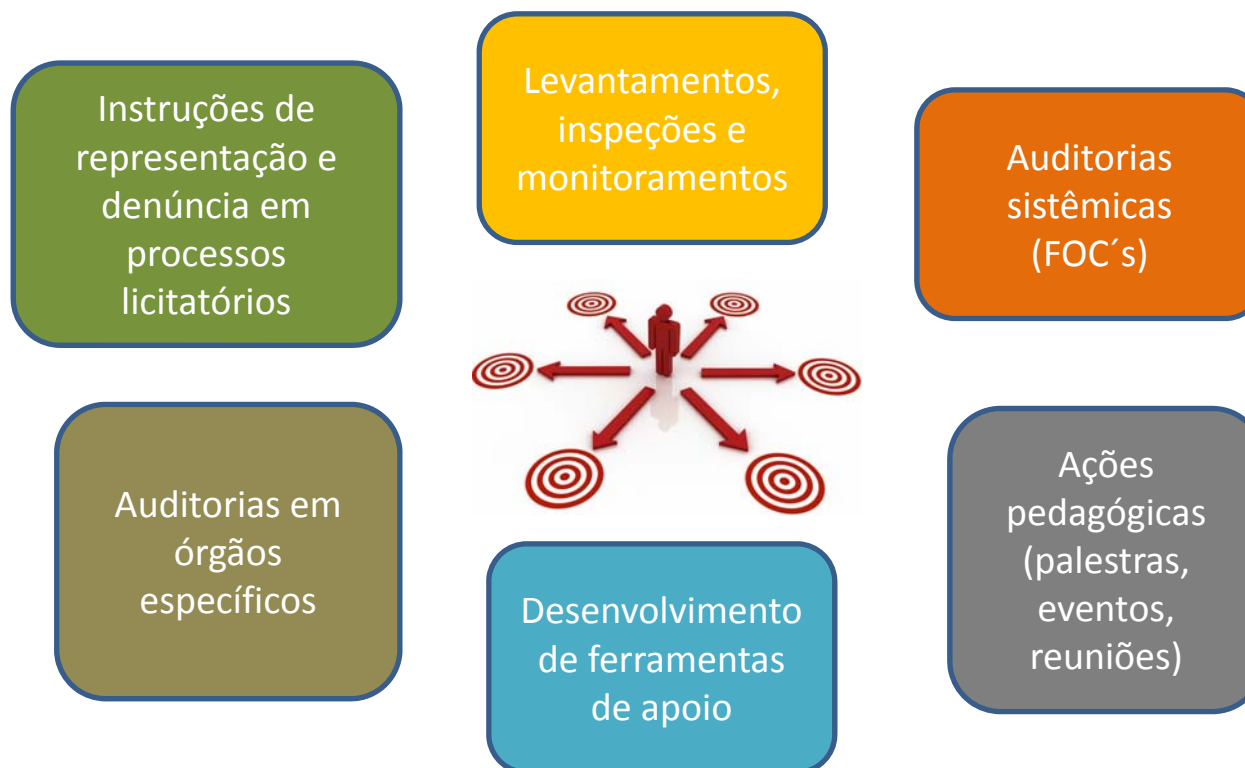 Instruções de
representação e
denúncia em
processos
licitatórios
Levantamentos,
inspeções e
monitoramentos
Auditorias
sistêmicas
(FOC´s)
Auditorias em
órgãos
específicos
Desenvolvimento
de ferramentas
de apoio
Ações
pedagógicas
(palestras,
eventos,
reuniões)